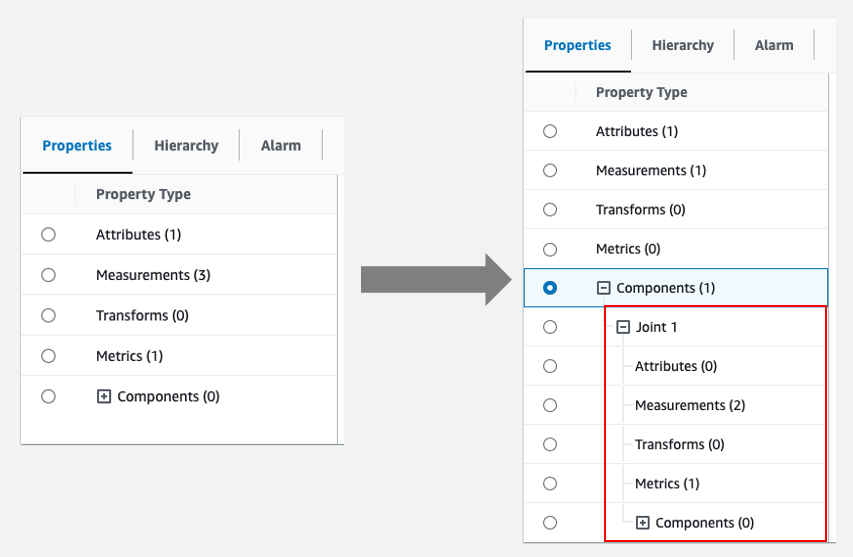 Properties Hierarchy Alarm
Property Type
Attributes (1)
Measurements (3)
Transforms (0)
Metrics (1)
Components (0)
Properties Hierarchy Alarm
Property Type
Attributes (1)
Measurements (1)
Transforms (0)
Metrics (0)
Components (1)
Joint 1
Attributes (0)
Measurements (2)
Transforms (0)
Metrics (1)
Components (0)